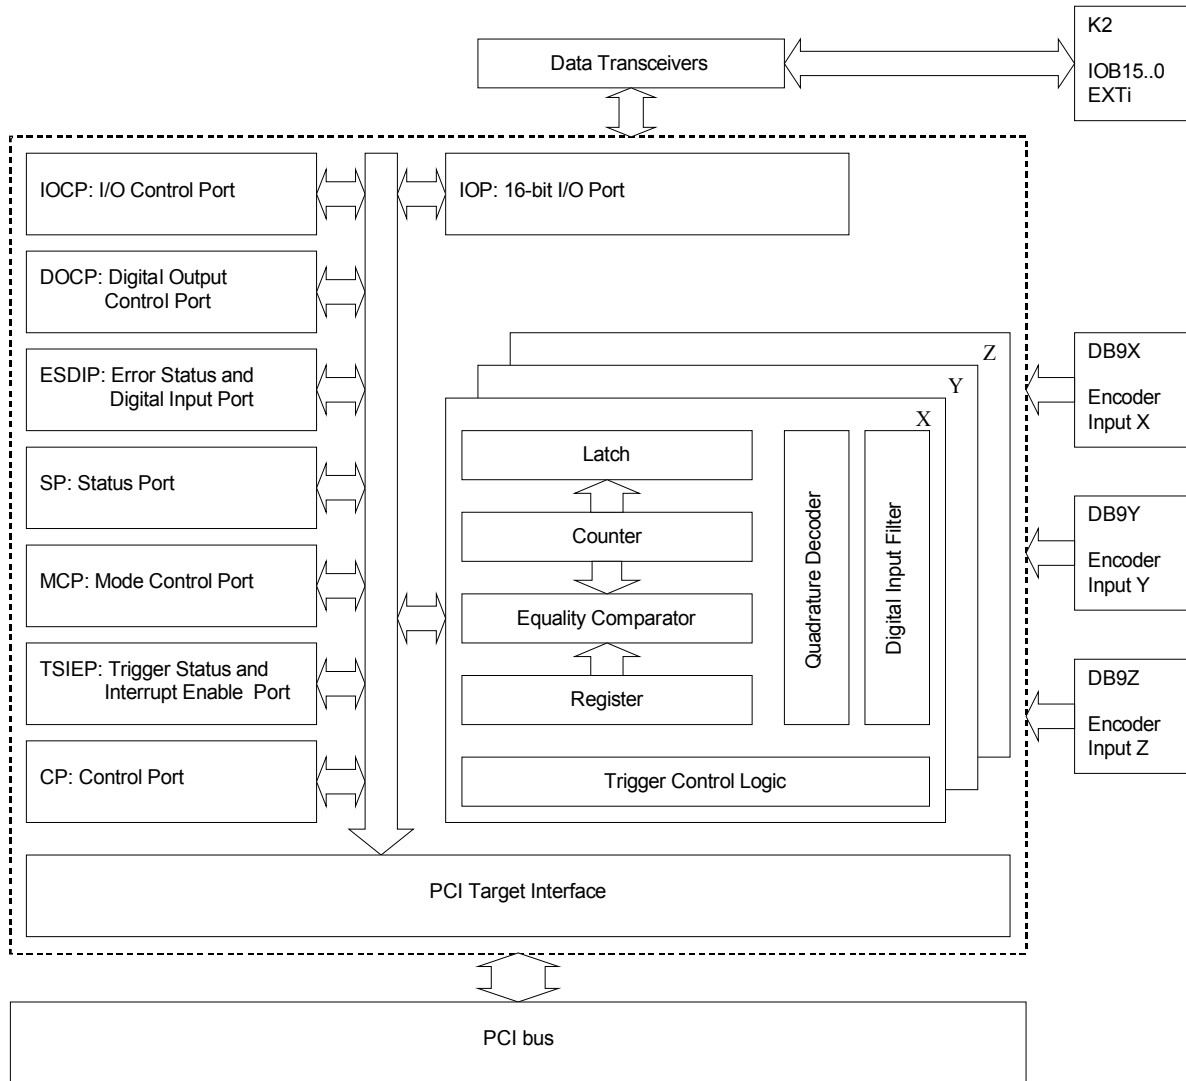 Data Transceivers
K2
IOB15..0
EXTi
IOCP: I/O Control Port
IOP: 16-bit I/O Port
DOCP: Digital Output
Control Port
ESDIP: Error Status and
Digital Input Port
SP: Status Port
MCP: Mode Control Port
TSIEP: Trigger Status and
Interrupt Enable Port
CP: Control Port
Z
Y
X
Latch
Counter
Equality Comparator
Register
Quadrature Decoder
Digital Input Filter
Trigger Control Logic
DB9X
Encoder
Input X
DB9Y
Encoder
Input Y
DB9Z
Encoder
Input Z
PCI Target Interface
PCI bus